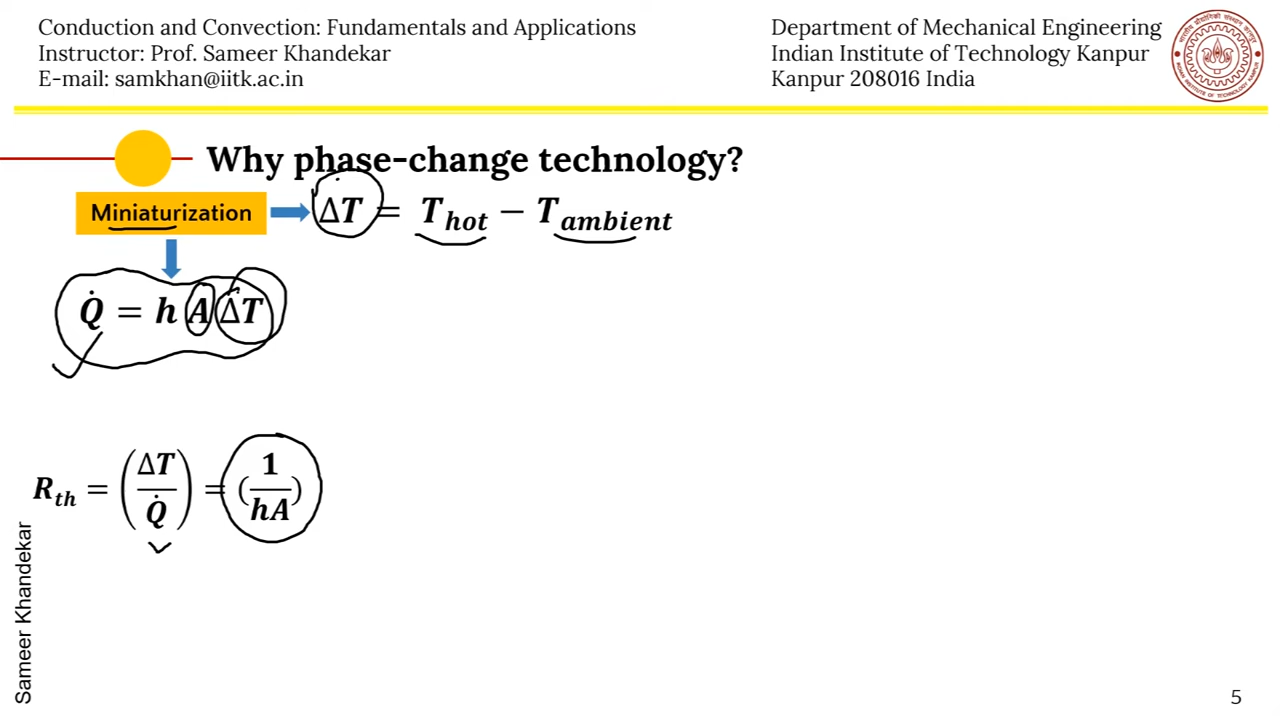 Conduction and Convection: Fundamentals and Applications
Instructor: Prof. Sameer Khandekar
E-mail: samkhan@iitk.ac.in
Department of Mechanical Engineering
Indian Institute of Technology Kanpur
Kanpur 208016 India
Why phase-change technology?
Miniaturization
ΔT = T_hot − T_ambient
Q̇ = h A ΔT
R_th = (ΔT / Q̇) = (1 / hA)
Sameer Khandekar
5